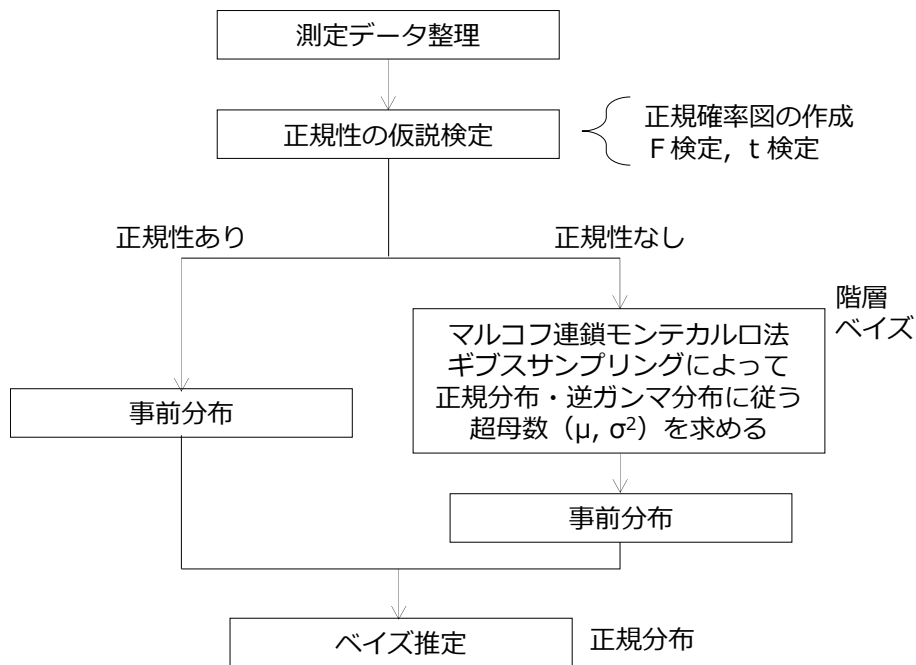 測定データ整理
正規性の仮説検定
正規確率図の作成
F 検定, t 検定
正規性あり
正規性なし
階層
ベイズ
マルコフ連鎖モンテカルロ法
ギブスサンプリングによって
正規分布・逆ガンマ分布に従う
超母数（μ, σ²）を求める
事前分布
事前分布
ベイズ推定
正規分布